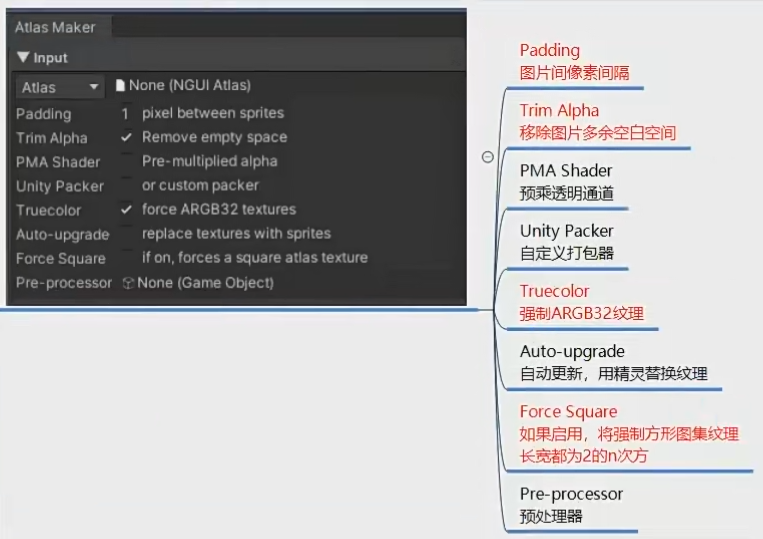 Atlas Maker
▼ Input
Atlas None (NGUI Atlas)
Padding 1 pixel between sprites
Trim Alpha Remove empty space
PMA Shader Pre-multiplied alpha
Unity Packer or custom packer
Truecolor force ARGB32 textures
Auto-upgrade replace textures with sprites
Force Square if on, forces a square atlas texture
Pre-processor None (Game Object)
Padding
图片间像素间隔
Trim Alpha
移除图片多余空白空间
PMA Shader
预乘透明通道
Unity Packer
自定义打包器
Truecolor
强制ARGB32纹理
Auto-upgrade
自动更新，用精灵替换纹理
Force Square
如果启用，将强制方形图集纹理
长宽都为2的n次方
Pre-processor
预处理器